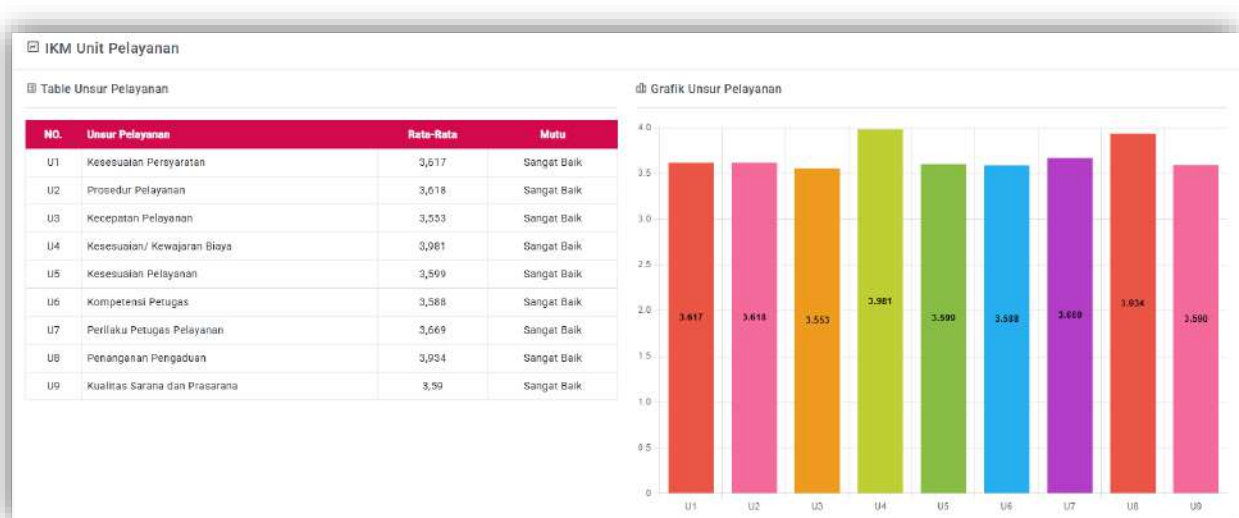 IKM Unit Pelayanan
Table Unsur Pelayanan
NO. Unsur Pelayanan Rata-Rata Mutu
U1 Kesesuaian Persyaratan 3,617 Sangat Baik
U2 Prosedur Pelayanan 3,618 Sangat Baik
U3 Kecepatan Pelayanan 3,553 Sangat Baik
U4 Kesesuaian/ Kewajaran Biaya 3,981 Sangat Baik
U5 Kesesuaian Pelayanan 3,599 Sangat Baik
U6 Kompetensi Petugas 3,588 Sangat Baik
U7 Perilaku Petugas Pelayanan 3,669 Sangat Baik
U8 Penanganan Pengaduan 3,934 Sangat Baik
U9 Kualitas Sarana dan Prasarana 3,59 Sangat Baik
Grafik Unsur Pelayanan
4.0
3.5
3.0
2.5
2.0
1.5
1.0
0.5
0
3.617 3.618 3.553 3.981 3.599 3.588 3.669 3.934 3.590
U1 U2 U3 U4 U5 U6 U7 U8 U9